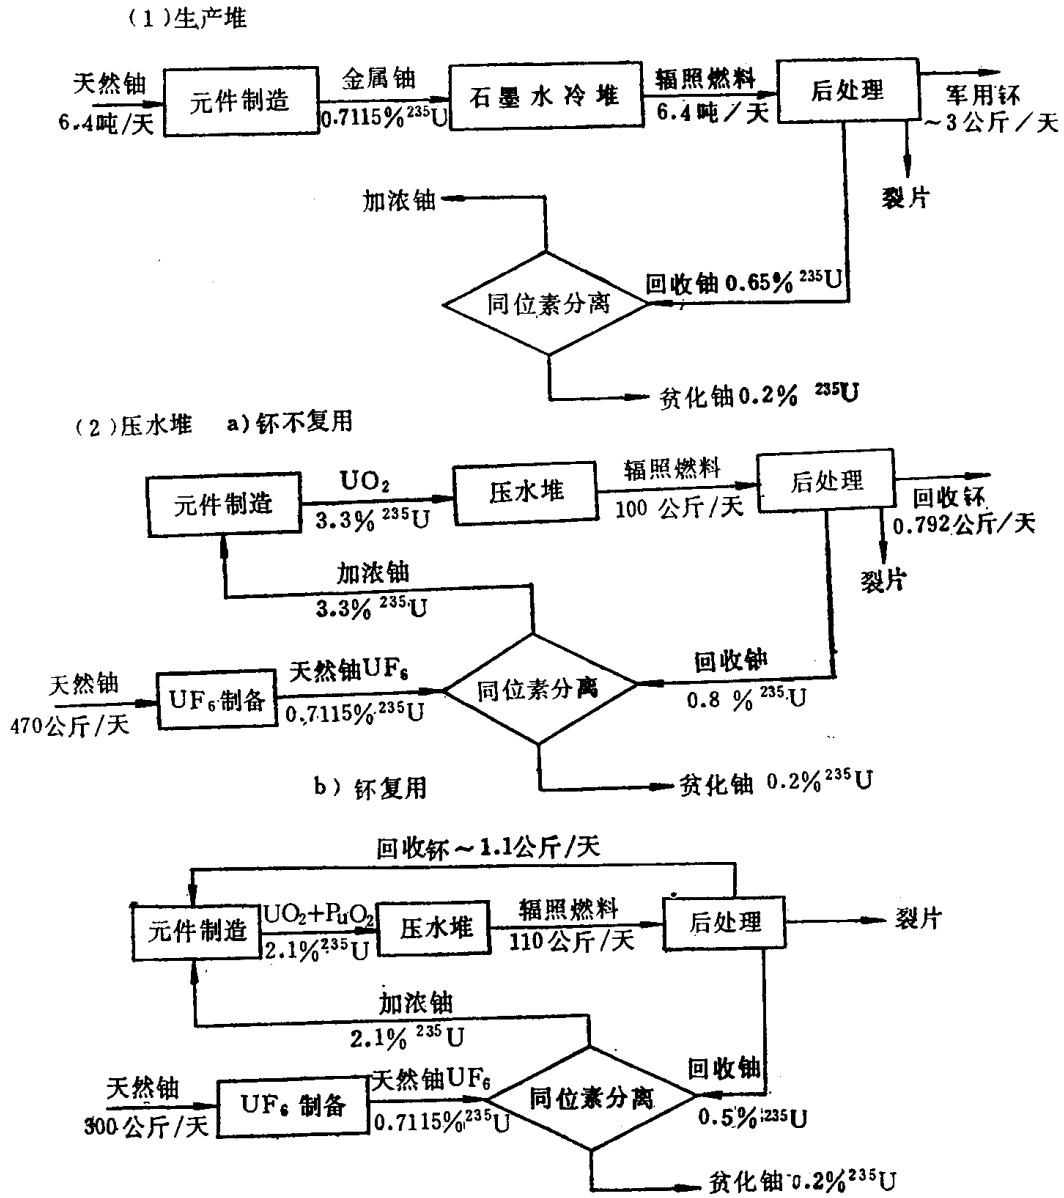 (1)生产堆
天然铀
6.4吨/天
元件制造
金属铀
0.7115%²³⁵U
石墨水冷堆
辐照燃料
6.4吨/天
后处理
军用钚
~3公斤/天
裂片
加浓铀
回收铀0.65% ²³⁵U
同位素分离
贫化铀0.2% ²³⁵U
(2)压水堆 a)钚不复用
元件制造
UO₂
3.3% ²³⁵U
压水堆
辐照燃料
100公斤/天
后处理
回收钚
0.792公斤/天
裂片
加浓铀
3.3% ²³⁵U
天然铀
470公斤/天
UF₆制备
天然铀UF₆
0.7115%²³⁵U
同位素分离
回收铀
0.8 %²³⁵U
贫化铀 0.2%²³⁵U
b)钚复用
回收钚~1.1公斤/天
元件制造
UO₂+PuO₂
2.1%²³⁵U
压水堆
辐照燃料
110公斤/天
后处理
裂片
加浓铀
2.1% ²³⁵U
天然铀
300公斤/天
UF₆ 制备
天然铀UF₆
0.7115%²³⁵U
同位素分离
回收铀
0.5%²³⁵U
贫化铀 0.2%²³⁵U